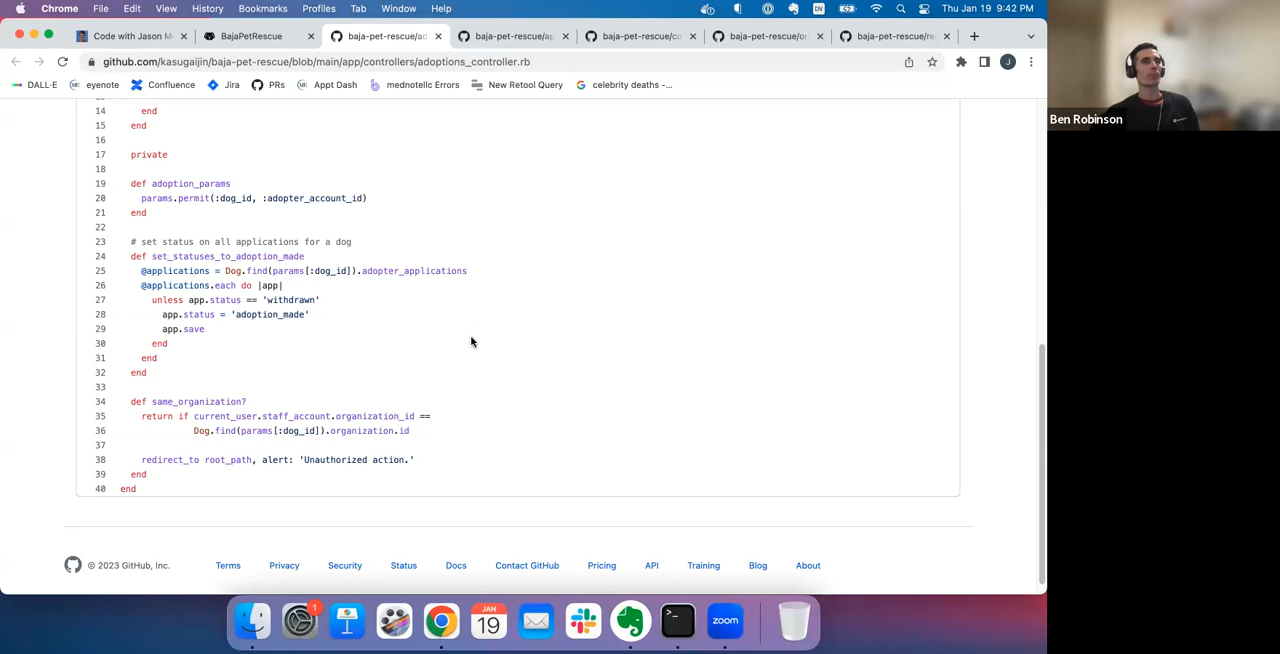 Chrome File Edit View History Bookmarks Profiles Tab Window Help DV Thu Jan 19 9:42 PM
Code with Jason M BajaPetRescue baja-pet-rescue/ad baja-pet-rescue/ap baja-pet-rescue/co baja-pet-rescue/or baja-pet-rescue/re
github.com/kasugaijin/baja-pet-rescue/blob/main/app/controllers/adoptions_controller.rb J
DALL-E eyenote Confluence Jira PRs Appt Dash mednotellc Errors New Retool Query celebrity deaths -...
14 end
15 end
16
17 private
18
19 def adoption_params
20 params.permit(:dog_id, :adopter_account_id)
21 end
22
23 # set status on all applications for a dog
24 def set_statuses_to_adoption_made
25 @applications = Dog.find(params[:dog_id]).adopter_applications
26 @applications.each do |app|
27 unless app.status == 'withdrawn'
28 app.status = 'adoption_made'
29 app.save
30 end
31 end
32 end
33
34 def same_organization?
35 return if current_user.staff_account.organization_id ==
36 Dog.find(params[:dog_id]).organization.id
37
38 redirect_to root_path, alert: 'Unauthorized action.'
39 end
40 end
© 2023 GitHub, Inc. Terms Privacy Security Status Docs Contact GitHub Pricing API Training Blog About
1
JAN
19
zoom
Ben Robinson